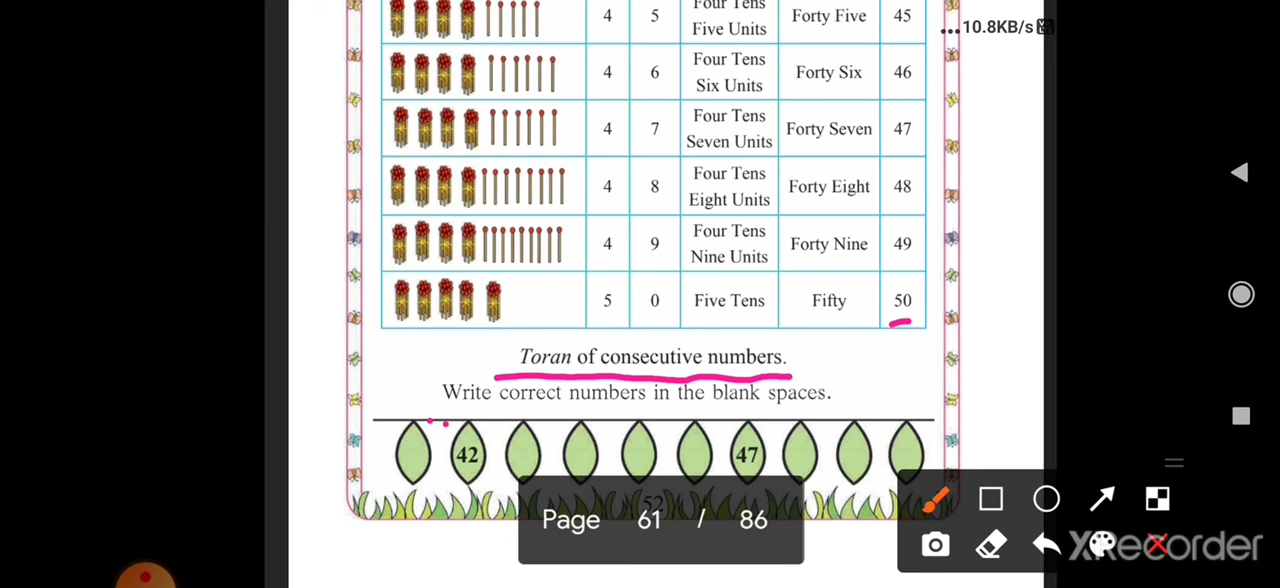 4 5 Four Tens Five Units Forty Five 45
4 6 Four Tens Six Units Forty Six 46
4 7 Four Tens Seven Units Forty Seven 47
4 8 Four Tens Eight Units Forty Eight 48
4 9 Four Tens Nine Units Forty Nine 49
5 0 Five Tens Fifty 50
Toran of consecutive numbers.
Write correct numbers in the blank spaces.
42 47
52
Page 61 / 86
...10.8KB/s
XRecorder